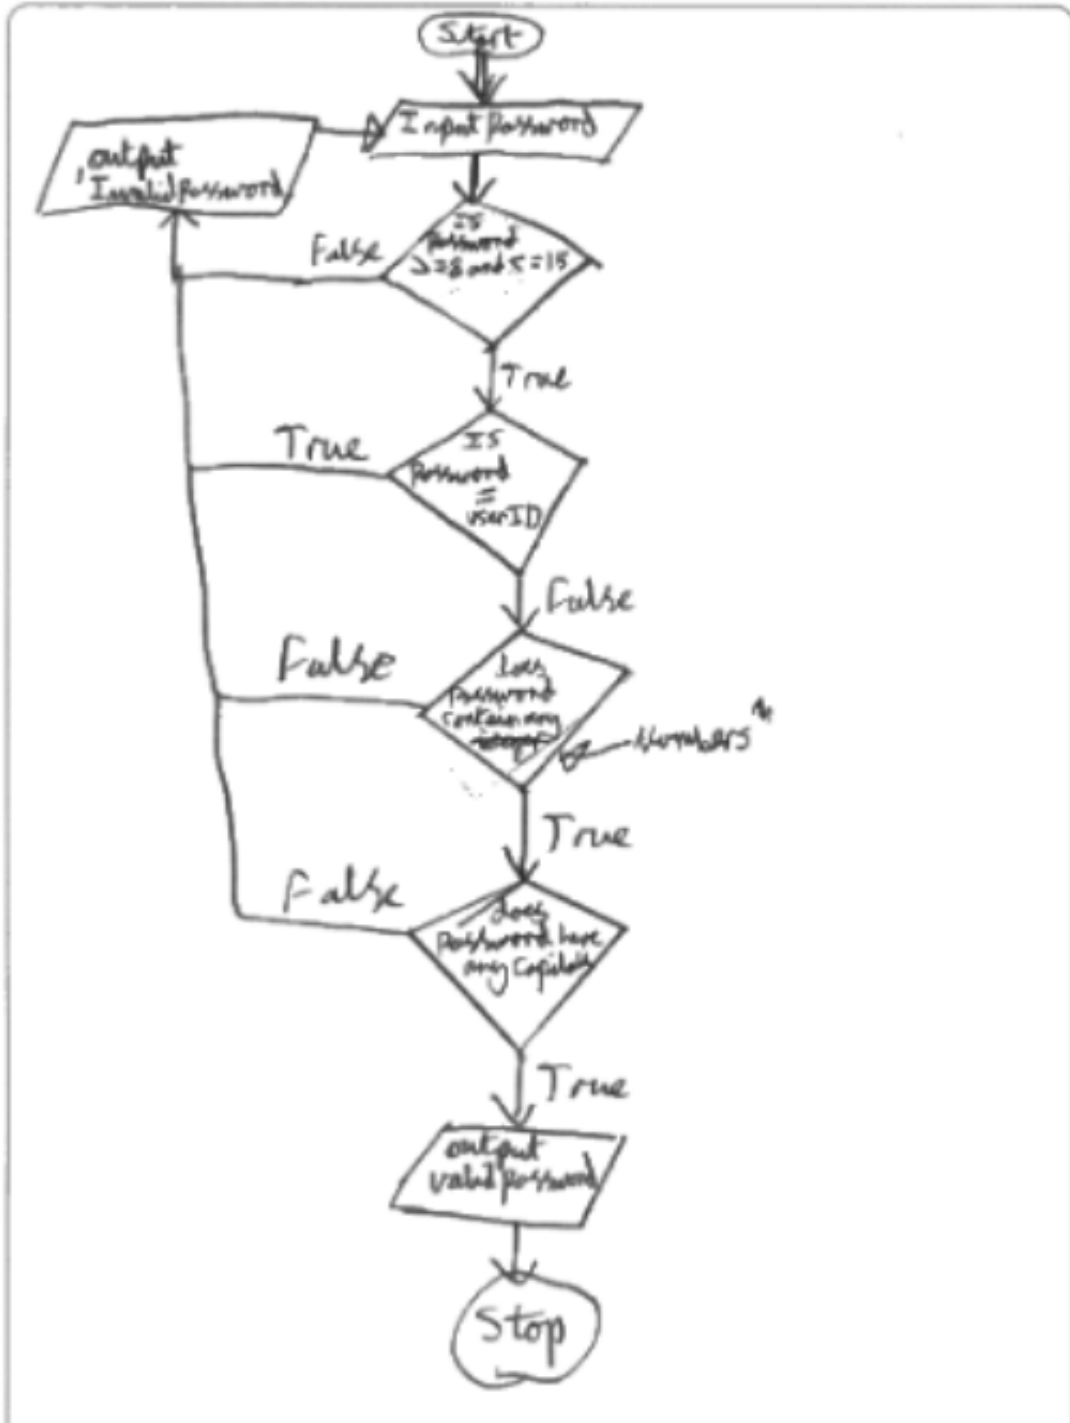 Start
Input Password
output
Invalid Password
Is
Password
>=8 and <=15
False
True
Is
Password
=
userID
True
False
does
Password
contain any
Numbers
False
True
does
Password have
any Capitals
False
True
output
valid password
Stop